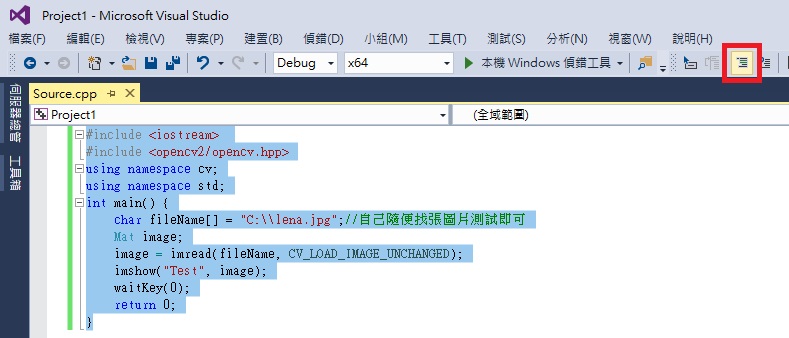 Project1 - Microsoft Visual Studio
檔案(F) 編輯(E) 檢視(V) 專案(P) 建置(B) 偵錯(D) 小組(M) 工具(T) 測試(S) 分析(N) 視窗(W) 說明(H)
Debug x64 本機 Windows 偵錯工具
伺服器總管
工具箱
Source.cpp
Project1 (全域範圍)
#include <iostream>
#include <opencv2/opencv.hpp>
using namespace cv;
using namespace std;
int main() {
char fileName[] = "C:\\lena.jpg";//自己隨便找張圖片測試即可
Mat image;
image = imread(fileName, CV_LOAD_IMAGE_UNCHANGED);
imshow("Test", image);
waitKey(0);
return 0;
}